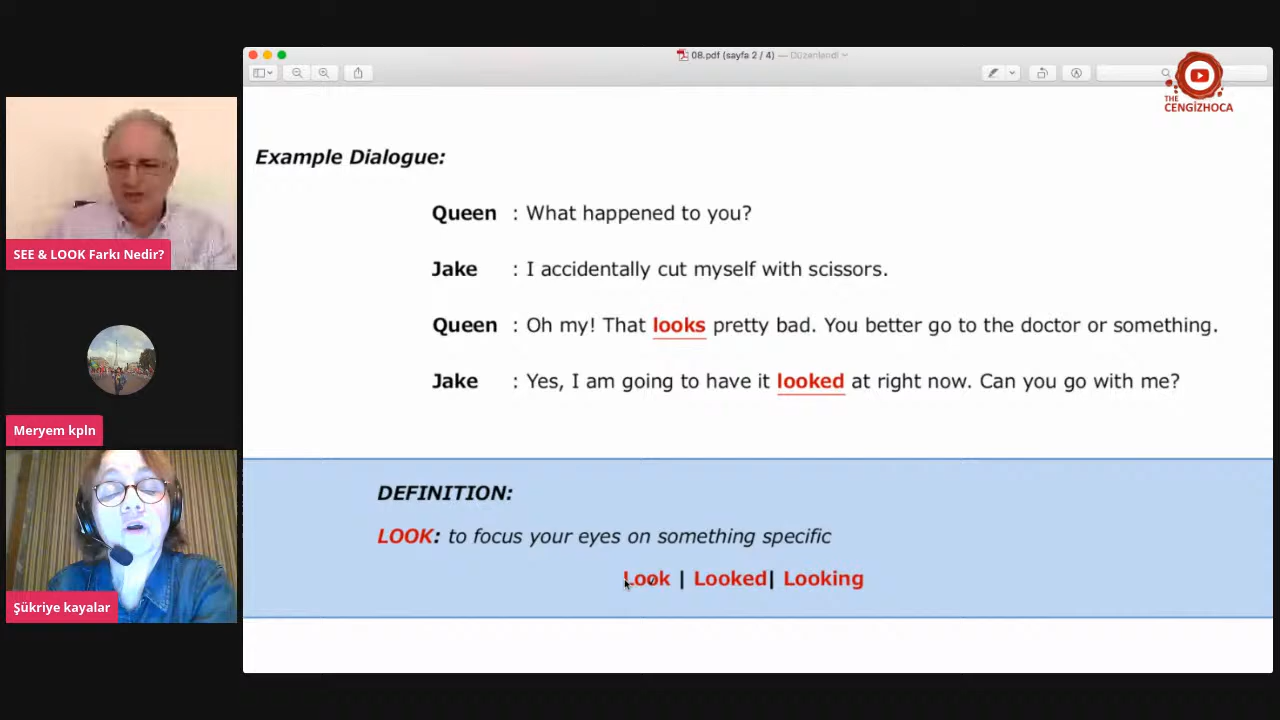 08.pdf (sayfa 2 / 4) — Düzenlendi
THE
CENGİZHOCA
Example Dialogue:
Queen : What happened to you?
Jake : I accidentally cut myself with scissors.
Queen : Oh my! That looks pretty bad. You better go to the doctor or something.
Jake : Yes, I am going to have it looked at right now. Can you go with me?
DEFINITION:
LOOK: to focus your eyes on something specific
Look | Looked| Looking
SEE & LOOK Farkı Nedir?
Meryem kpln
Şükriye kayalar